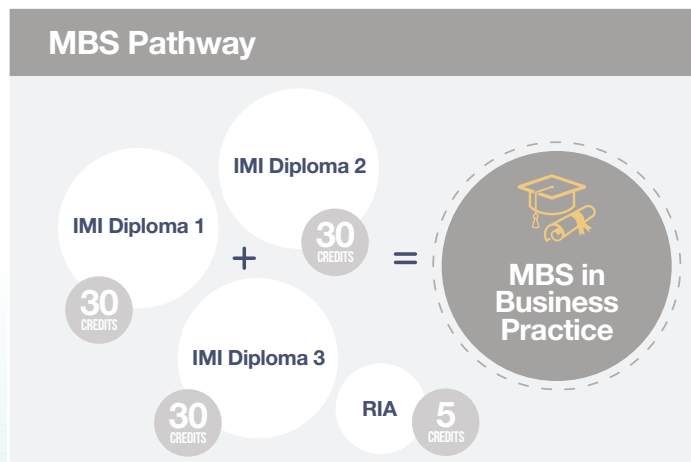 MBS Pathway
IMI Diploma 1
30
CREDITS
+
IMI Diploma 2
30
CREDITS
IMI Diploma 3
30
CREDITS
RIA
5
CREDITS
=
MBS in
Business
Practice